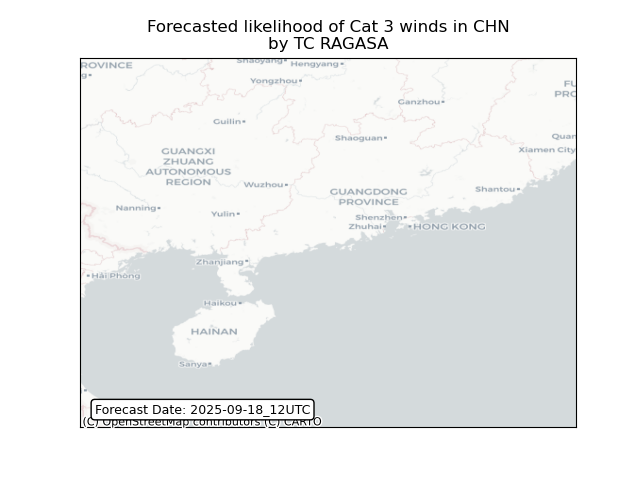 Forecasted likelihood of Cat 3 winds in CHN
by TC RAGASA
Shaoyang
Hengyang
ROVINCE
Yongzhou
FU
PRO
Ganzhou
Guilin
Shaoguan
Quan
Xiamen City
GUANGXI
ZHUANG
AUTONOMOUS
REGION
Wuzhou
Shantou
GUANGDONG
PROVINCE
Nanning
Yulin
Shenzhen
Zhuhai
HONG KONG
Zhanjiang
Hải Phòng
Haikou
HAINAN
Sanya
Forecast Date: 2025-09-18_12UTC
(C) OpenStreetMap contributors (C) CARTO